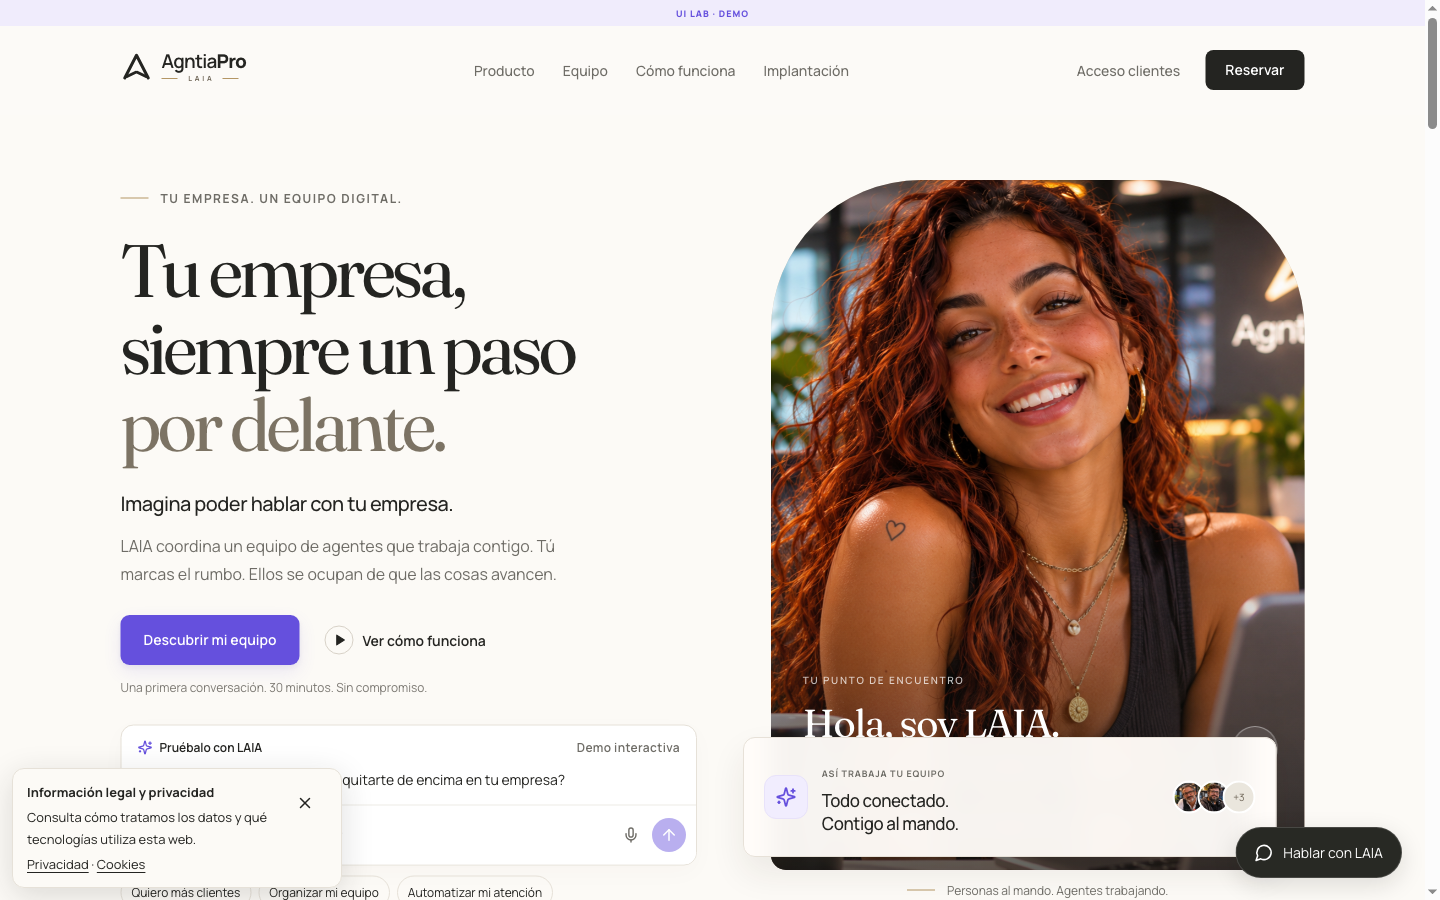 UI LAB · DEMO
AgntiaPro
LAIA
Producto
Equipo
Cómo funciona
Implantación
Acceso clientes
Reservar
TU EMPRESA. UN EQUIPO DIGITAL.
Tu empresa,
siempre un paso
por delante.
Imagina poder hablar con tu empresa.
LAIA coordina un equipo de agentes que trabaja contigo. Tú
marcas el rumbo. Ellos se ocupan de que las cosas avancen.
Descubrir mi equipo
Ver cómo funciona
Una primera conversación. 30 minutos. Sin compromiso.
Pruébalo con LAIA
Demo interactiva
quitarte de encima en tu empresa?
Quiero más clientes
Organizar mi equipo
Automatizar mi atención
Información legal y privacidad
Consulta cómo tratamos los datos y qué
tecnologías utiliza esta web.
Privacidad · Cookies
Agnt
TU PUNTO DE ENCUENTRO
Hola, soy LAIA.
ASÍ TRABAJA TU EQUIPO
Todo conectado.
Contigo al mando.
+3
Hablar con LAIA
Personas al mando. Agentes trabajando.